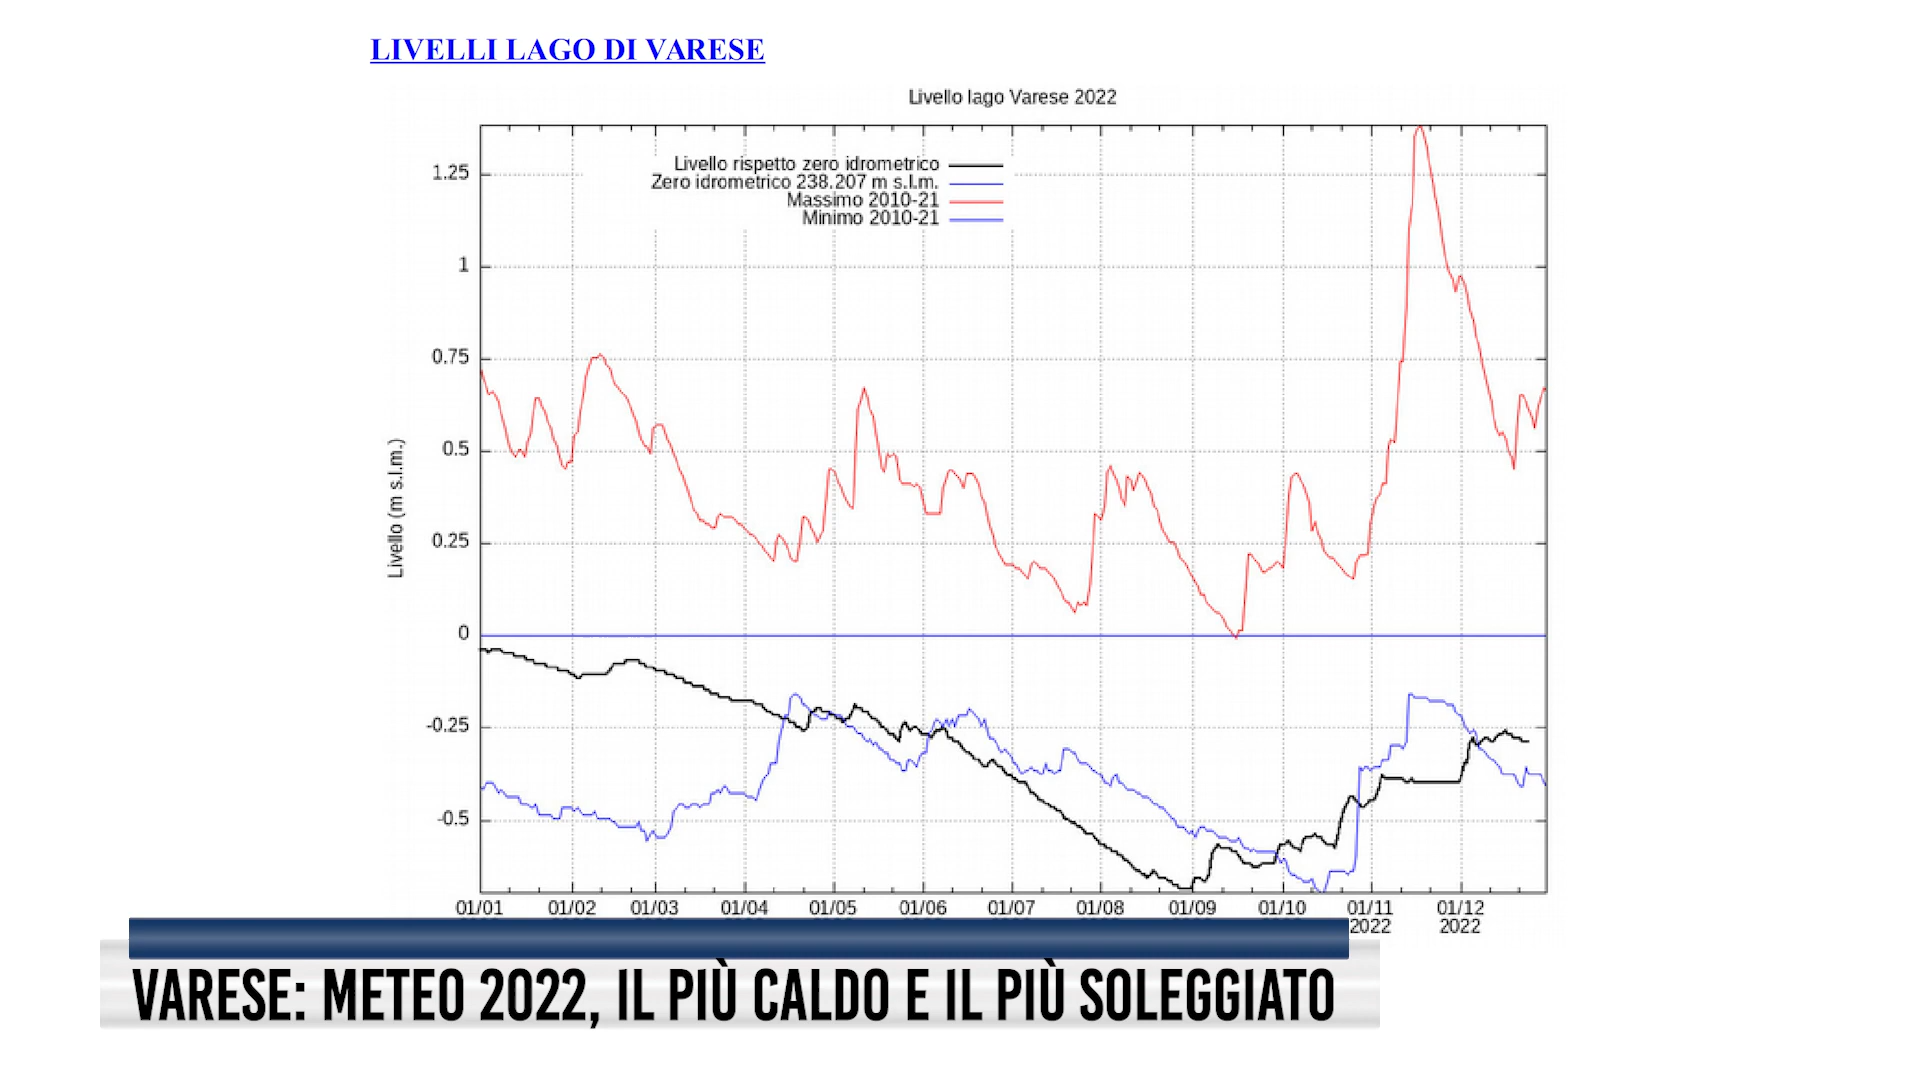 LIVELLI LAGO DI VARESE
Livello lago Varese 2022
Livello rispetto zero idrometrico
Zero idrometrico 238.207 m s.l.m.
Massimo 2010-21
Minimo 2010-21
1.25
1
0.75
0.5
0.25
0
-0.25
-0.5
Livello (m s.l.m.)
01/01 01/02 01/03 01/04 01/05 01/06 01/07 01/08 01/09 01/10 01/11 01/12
2022 2022
VARESE: METEO 2022, IL PIÙ CALDO E IL PIÙ SOLEGGIATO